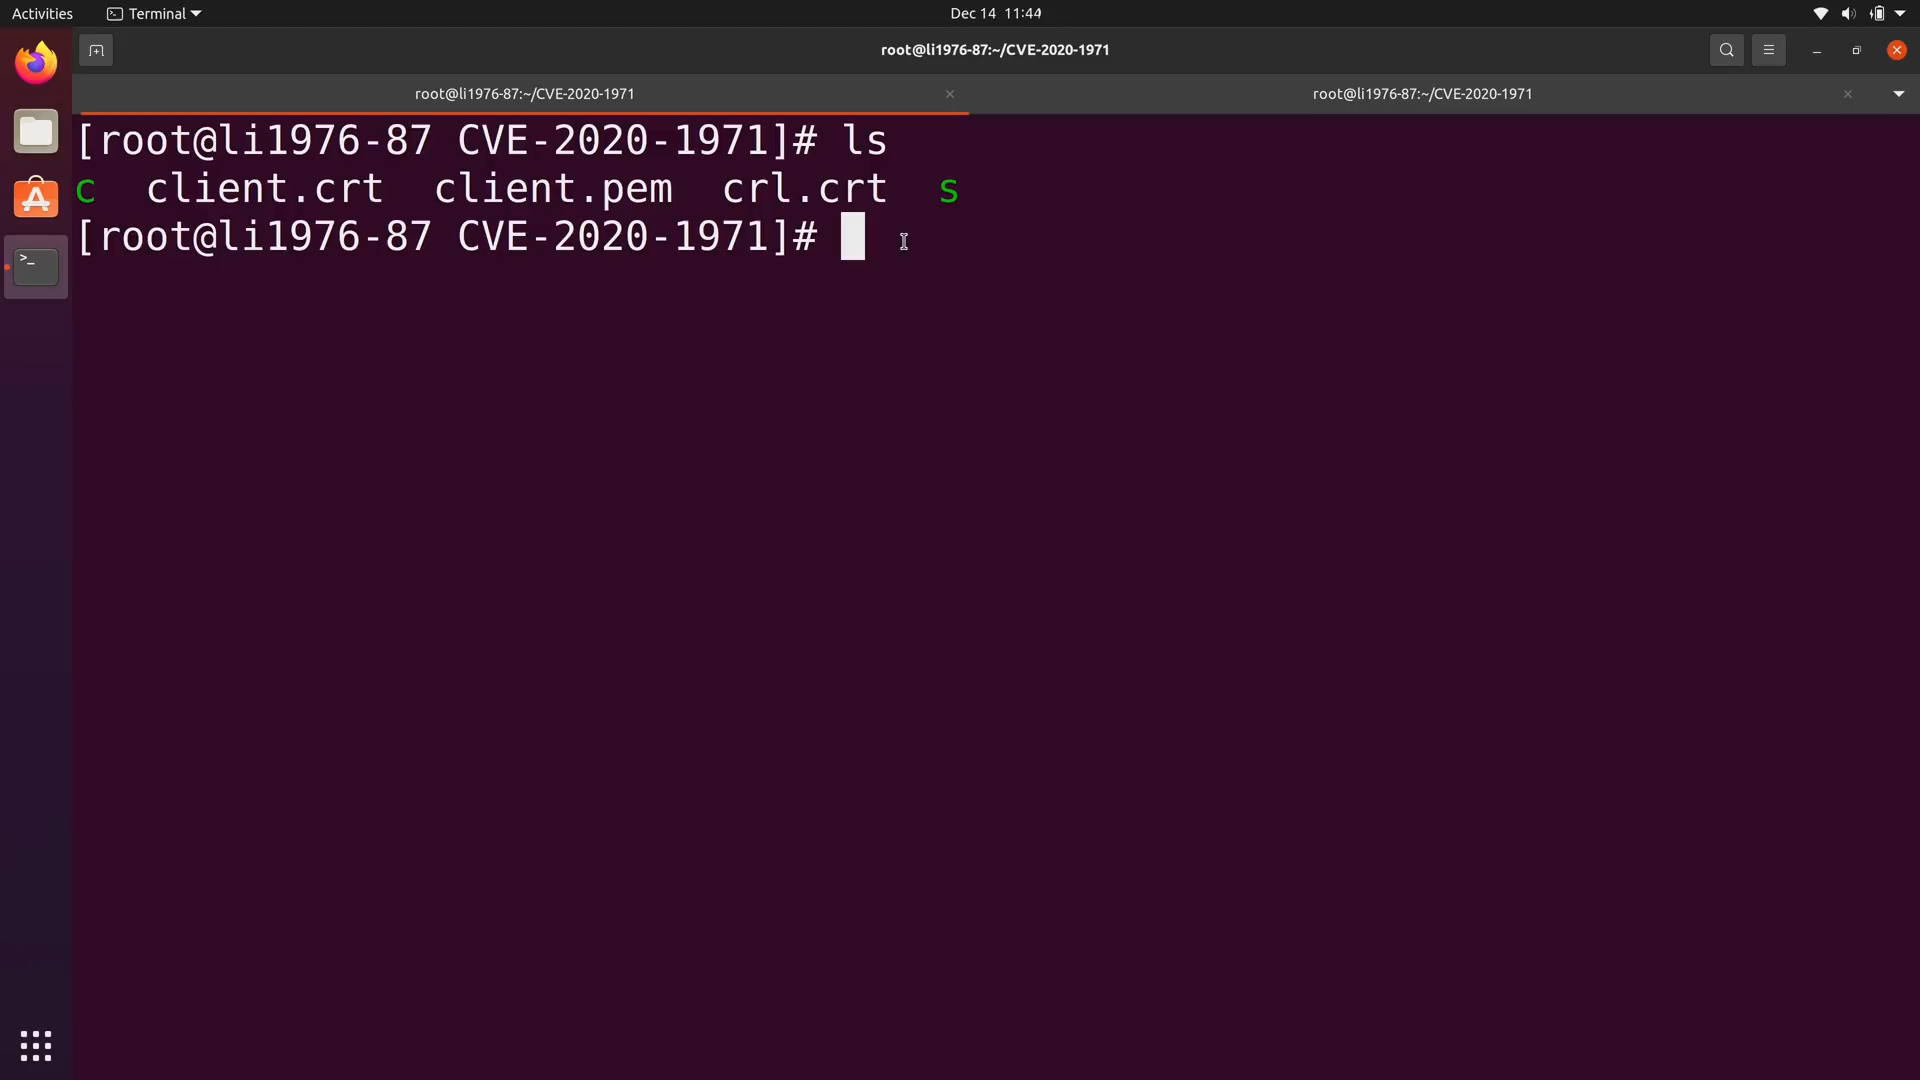 Activities Terminal Dec 14 11:44
root@li1976-87:~/CVE-2020-1971
root@li1976-87:~/CVE-2020-1971 root@li1976-87:~/CVE-2020-1971
[root@li1976-87 CVE-2020-1971]# ls
c client.crt client.pem crl.crt s
[root@li1976-87 CVE-2020-1971]#